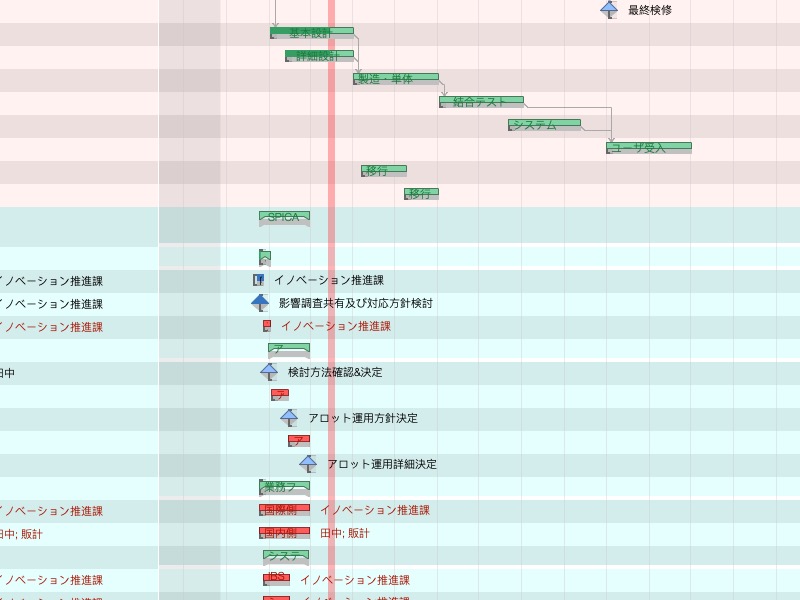 最終検修
基本設計
詳細設計
製造・単体
結合テスト
システム
ユーザ受入
移行
移行
SPICA
イノベーション推進課 イノベーション推進課
イノベーション推進課 影響調査共有及び対応方針検討
イノベーション推進課 イノベーション推進課
ア
田中 検討方法確認&決定
ア
アロット運用方針決定
ア
アロット運用詳細決定
業務フ
イノベーション推進課 国際側 イノベーション推進課
田中; 販計 国内側 田中; 販計
システ
イノベーション推進課 IBS イノベーション推進課